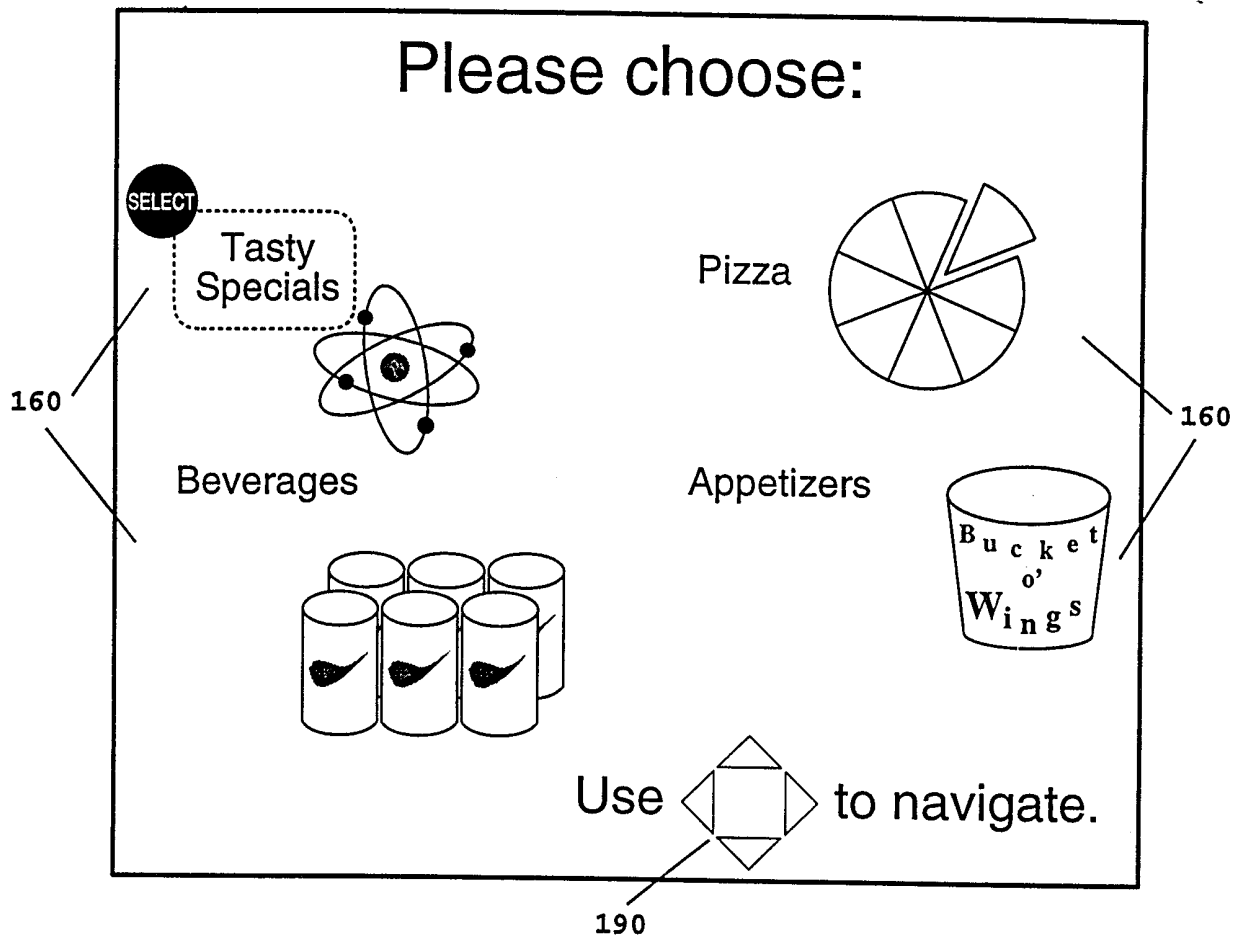 Please choose:
SELECT
Tasty
Specials
Pizza
160
160
Beverages
Appetizers
Bucket
o'
Wings
Use to navigate.
190